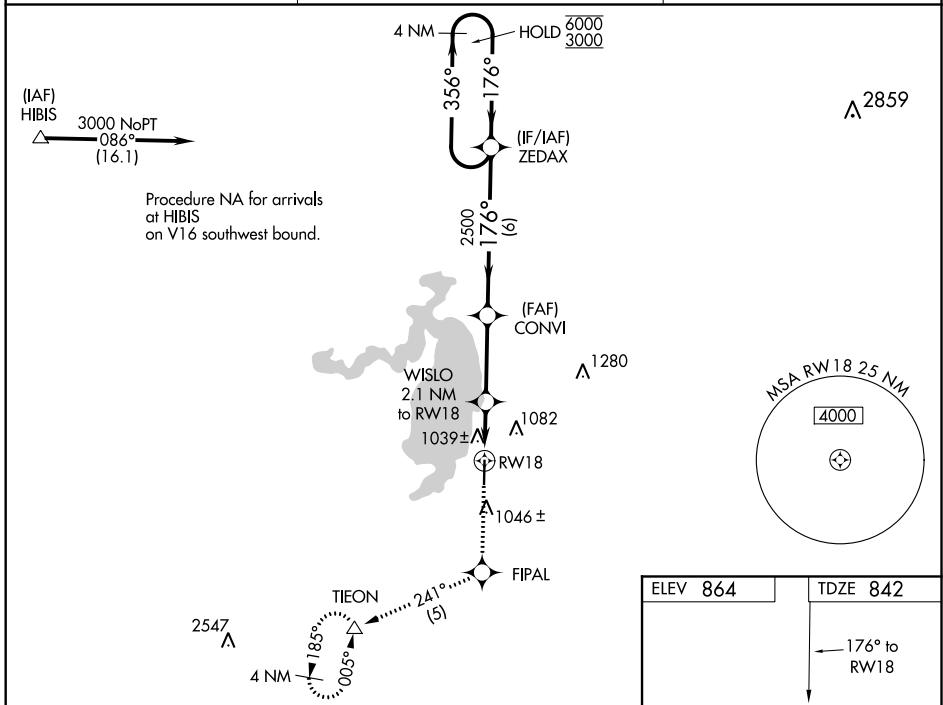 4 NM
HOLD 6000
3000
356°
176°
(IAF)
HIBIS
3000 NoPT
086°
(16.1)
2859
(IF/IAF)
ZEDAX
Procedure NA for arrivals
at HIBIS
on V16 southwest bound.
2500
176°
(6)
(FAF)
CONVI
1280
WISLO
2.1 NM
to RW18
1082
1039±
RW18
MSA RW18 25 NM
4000
1046 ±
FIPAL
241°
(5)
TIEON
2547
185°
005°
4 NM
ELEV 864
TDZE 842
176° to
RW18